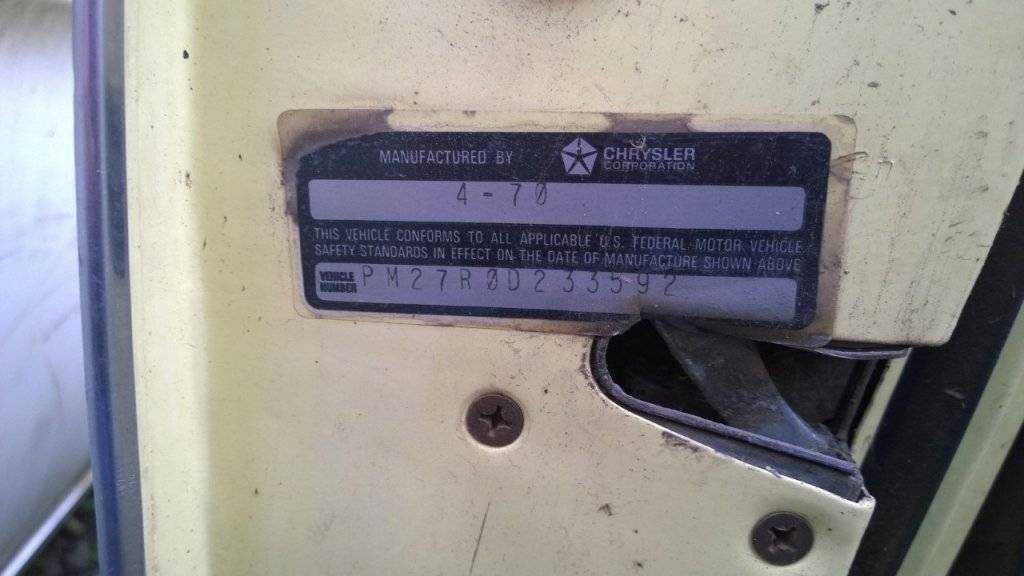 MANUFACTURED BY CHRYSLER CORPORATION
4-70
THIS VEHICLE CONFORMS TO ALL APPLICABLE U.S. FEDERAL MOTOR VEHICLE
SAFETY STANDARDS IN EFFECT ON THE DATE OF MANUFACTURE SHOWN ABOVE
VEHICLE NUMBER PM27R0D233592